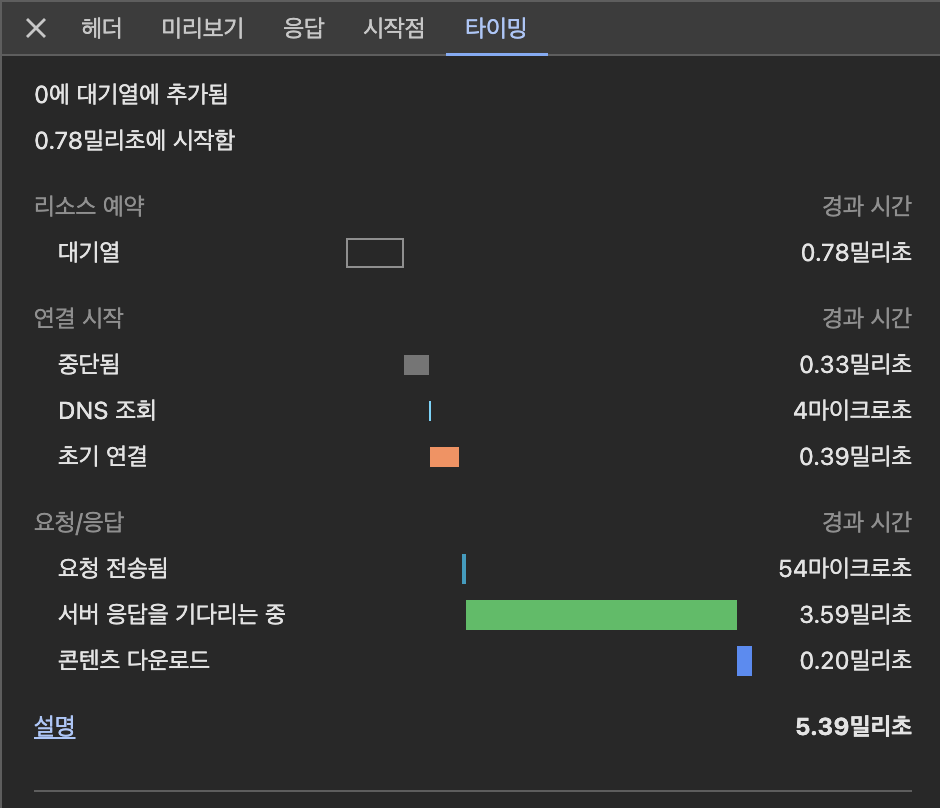 헤더 미리보기 응답 시작점 타이밍
0에 대기열에 추가됨
0.78밀리초에 시작함
리소스 예약 경과 시간
대기열 0.78밀리초
연결 시작 경과 시간
중단됨 0.33밀리초
DNS 조회 4마이크로초
초기 연결 0.39밀리초
요청/응답 경과 시간
요청 전송됨 54마이크로초
서버 응답을 기다리는 중 3.59밀리초
콘텐츠 다운로드 0.20밀리초
설명 5.39밀리초